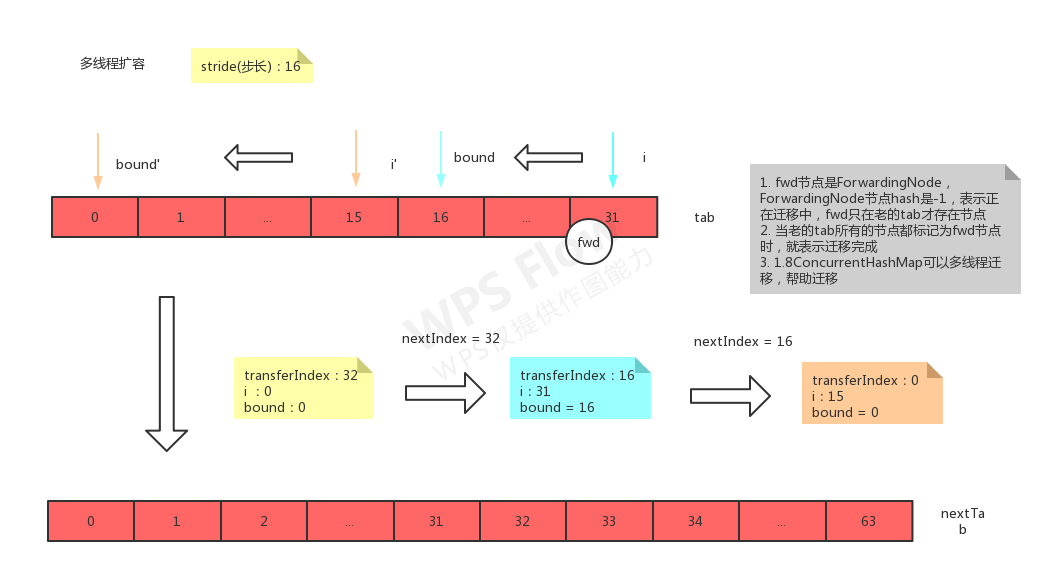 多线程扩容
stride(步长)：16
bound'
i'
bound
i
0
1
...
15
16
...
31
tab
fwd
1. fwd节点是ForwardingNode，
ForwardingNode节点hash是-1，表示正
在迁移中，fwd只在老的tab才存在节点
2. 当老的tab所有的节点都标记为fwd节点
时，就表示迁移完成
3. 1.8ConcurrentHashMap可以多线程迁
移，帮助迁移
WPS Flow
WPS仅提供作图能力
nextIndex = 32
nextIndex = 16
transferIndex：32
i ：0
bound：0
transferIndex：16
i：31
bound = 16
transferIndex：0
i：15
bound = 0
0
1
2
...
31
32
33
34
...
63
nextTa
b